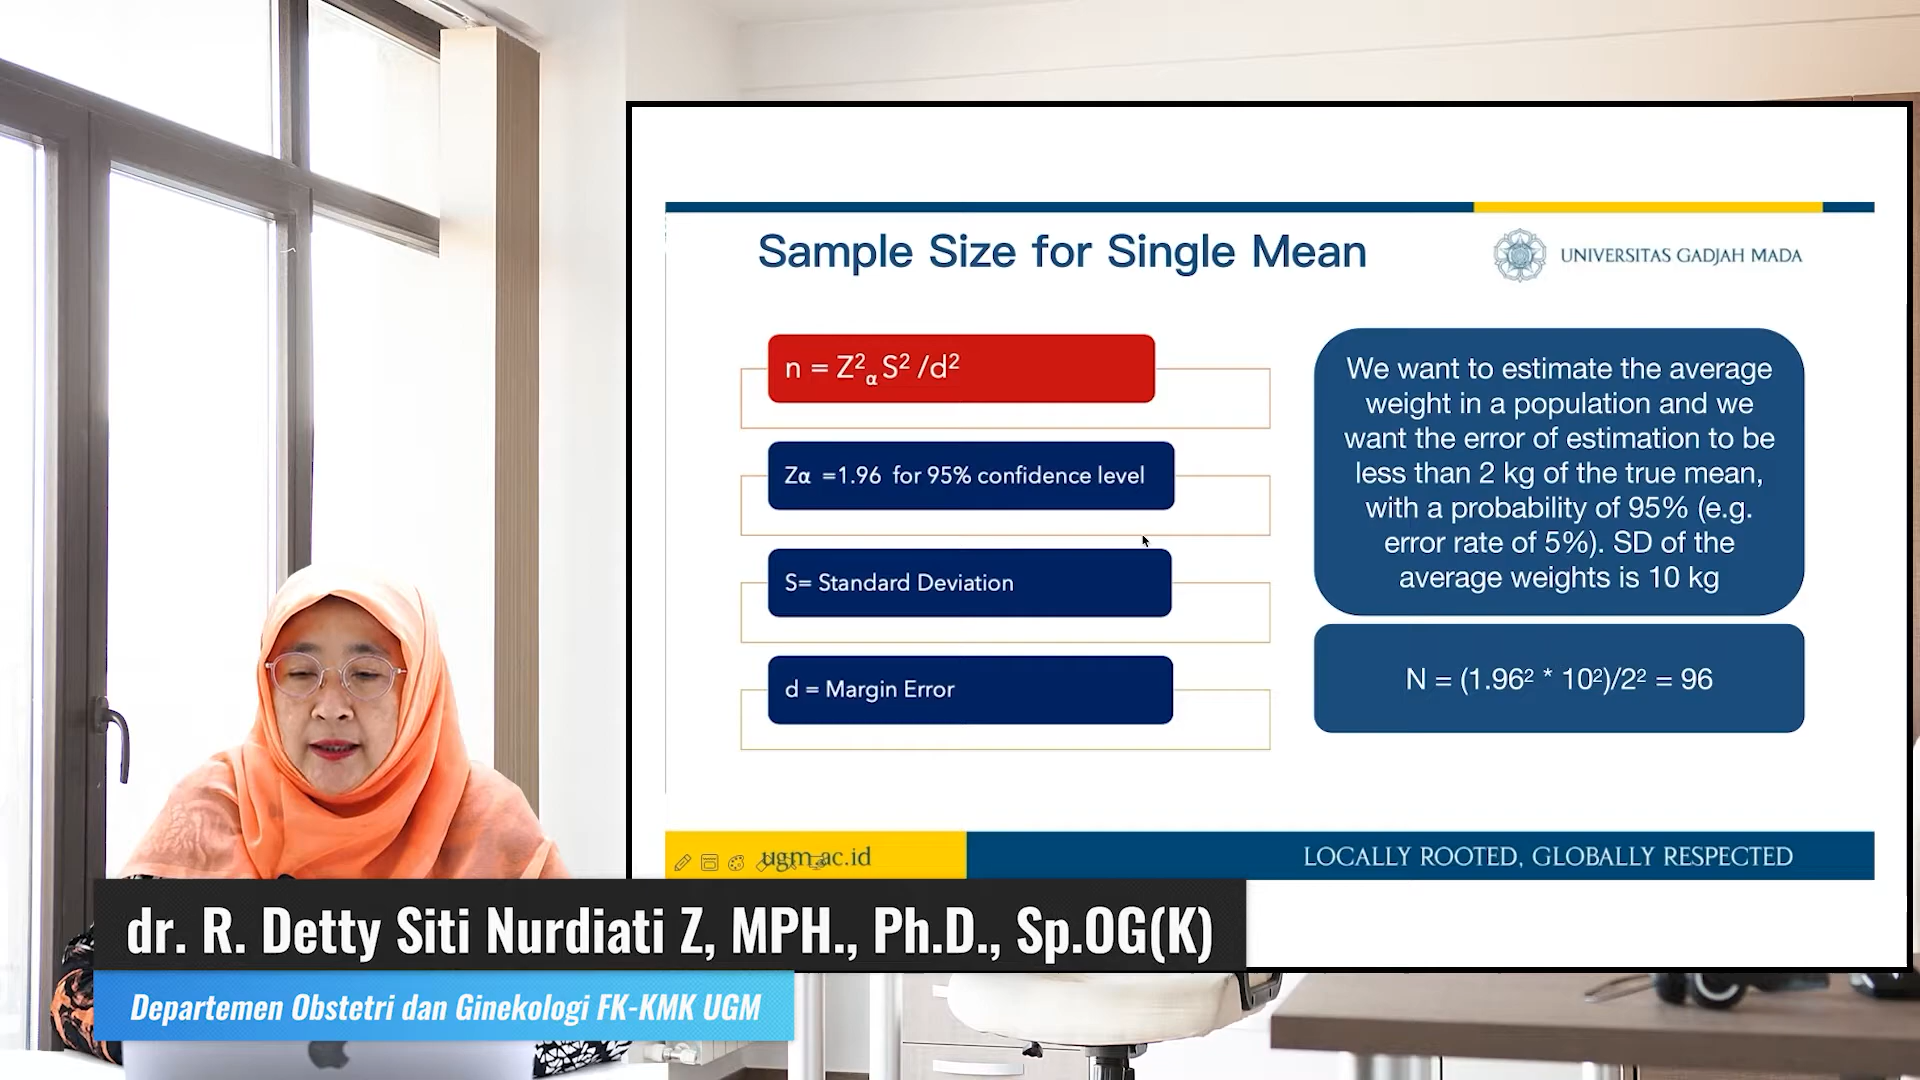 Sample Size for Single Mean
UNIVERSITAS GADJAH MADA
n = Z²α S² /d²
Zα =1.96 for 95% confidence level
S= Standard Deviation
d = Margin Error
We want to estimate the average
weight in a population and we
want the error of estimation to be
less than 2 kg of the true mean,
with a probability of 95% (e.g.
error rate of 5%). SD of the
average weights is 10 kg
N = (1.96² * 10²)/2² = 96
ugm.ac.id
LOCALLY ROOTED, GLOBALLY RESPECTED
dr. R. Detty Siti Nurdiati Z, MPH., Ph.D., Sp.OG(K)
Departemen Obstetri dan Ginekologi FK-KMK UGM